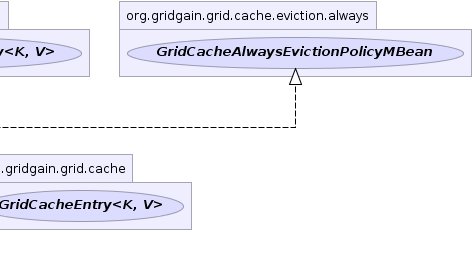 org.gridgain.grid.cache.eviction.always
y<K, V>
GridCacheAlwaysEvictionPolicyMBean
.gridgain.grid.cache
GridCacheEntry<K, V>